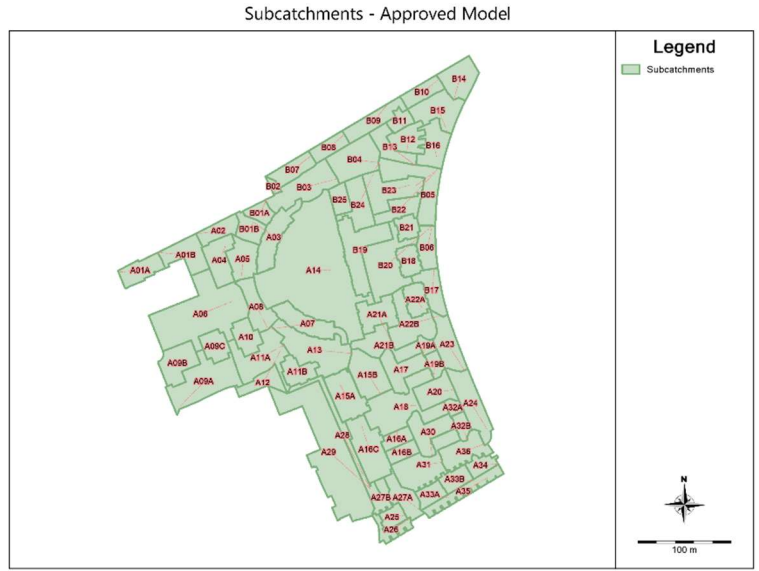 Subcatchments - Approved Model
Legend
Subcatchments
B14
B10
B15
B09
B11
B12
B13
B16
B08
B04
B07
B02
B03
B23
B05
B25
B24
B22
B01A
B01B
B21
A02
A03
B06
A01B
A04
A05
B19
B18
B20
A01A
A14
B17
A22A
A06
A08
A21A
A07
A22B
A10
A09C
A21B
A19A
A23
A13
A11A
A09B
A19B
A17
A11B
A15B
A09A
A12
A20
A15A
A18
A32A
A24
A32B
A30
A28
A16A
A16C
A16B
A29
A36
A31
A34
A33B
A35
A33A
A27B
A27A
A25
A26
N
100 m